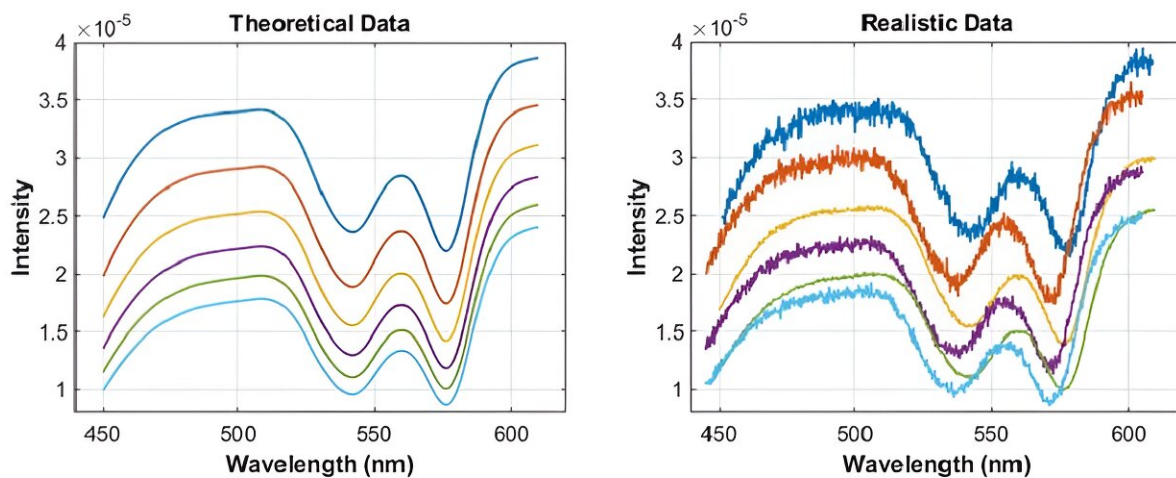 Theoretical Data
×10⁻⁵
4
3.5
3
2.5
2
1.5
1
Intensity
450 500 550 600
Wavelength (nm)
Realistic Data
×10⁻⁵
4
3.5
3
2.5
2
1.5
1
Intensity
450 500 550 600
Wavelength (nm)